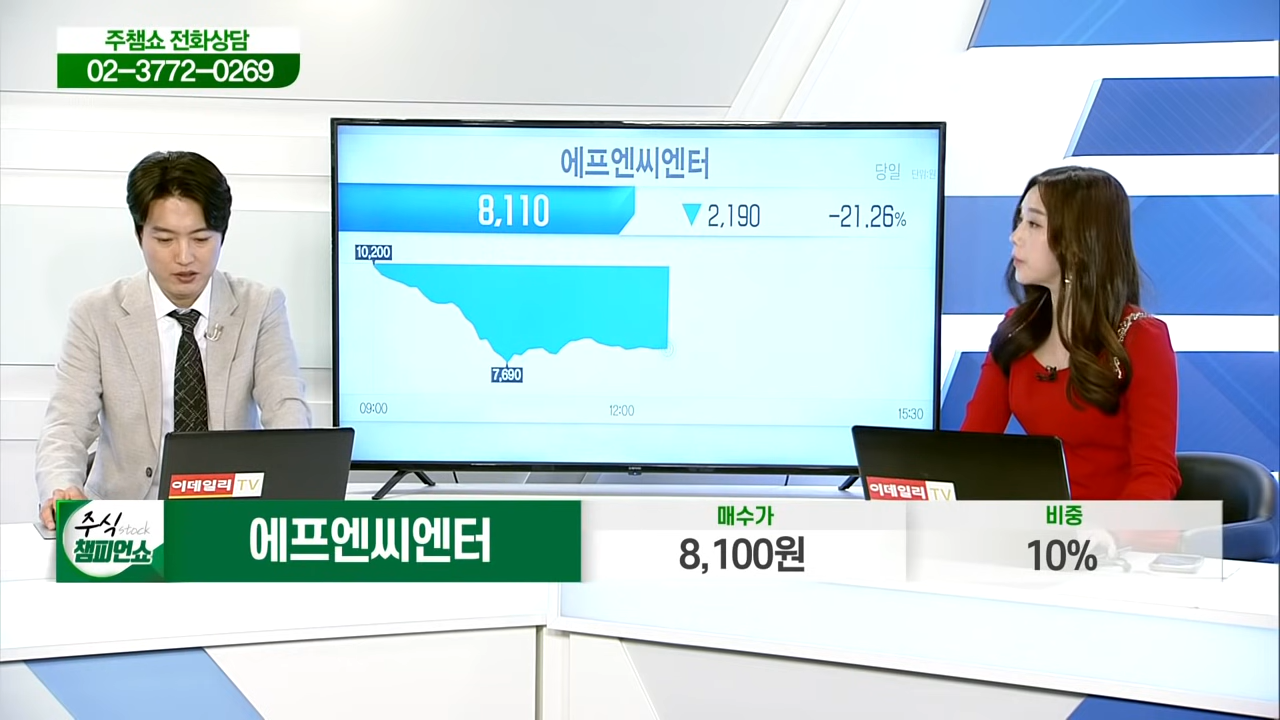 주챔쇼 전화상담
02-3772-0269
에프엔씨엔터
당일 단위:원
8,110 ▼2,190 -21.26%
10,200
7,690
09:00 12:00 15:30
이데일리TV
이데일리TV
주식 stock
챔피언쇼
에프엔씨엔터
매수가
8,100원
비중
10%